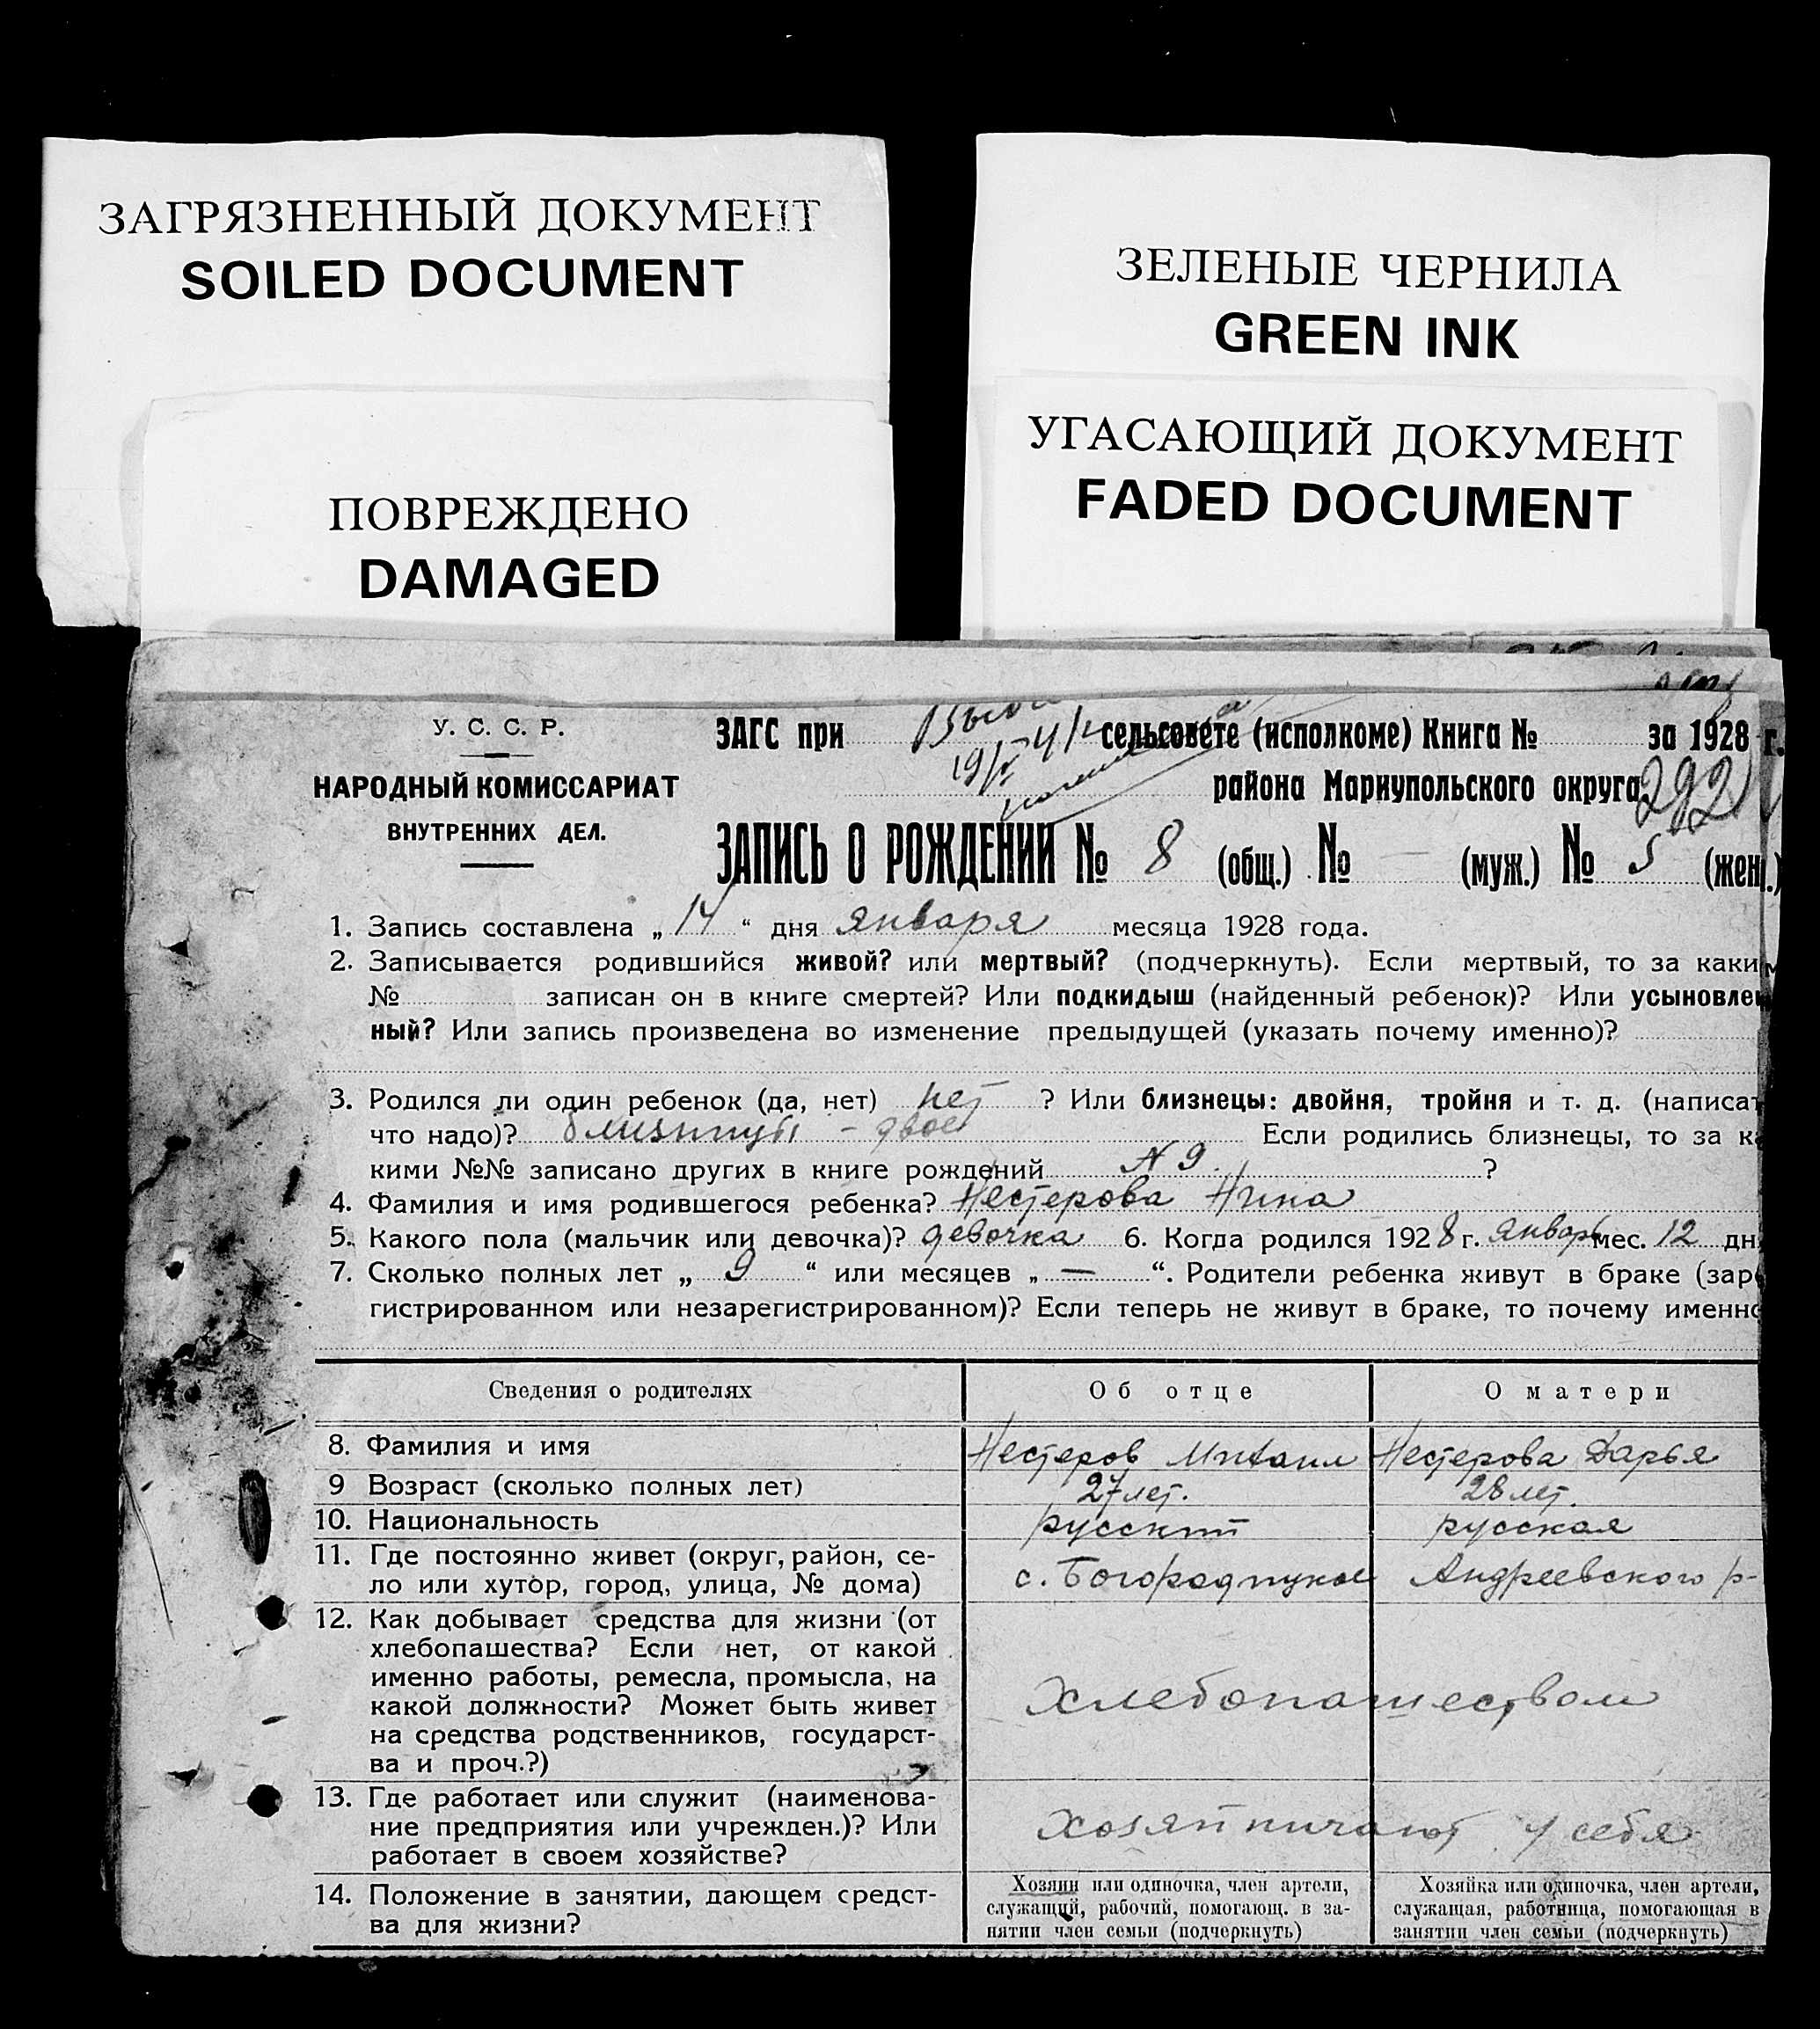 ЗАГРЯЗНЕННЫЙ ДОКУМЕНТ
SOILED DOCUMENT
ПОВРЕЖДЕНО
DAMAGED
ЗЕЛЕНЫЕ ЧЕРНИЛА
GREEN INK
УГАСАЮЩИЙ ДОКУМЕНТ
FADED DOCUMENT
У. С. С. Р.
НАРОДНЫЙ КОМИССАРИАТ
ВНУТРЕННИХ ДЕЛ.
ЗАГС при сельсовете (исполкоме) Книга № за 1928 г.
района Мариупольского округа
292
ЗАПИСЬ О РОЖДЕНИИ № 8 (общ.) № — (муж.) № 5 (жен.)
1. Запись составлена „ 14 “ дня января месяца 1928 года.
2. Записывается родившийся живой? или мертвый? (подчеркнуть). Если мертвый, то за каким
№ записан он в книге смертей? Или подкидыш (найденный ребенок)? Или усыновлен
ный? Или запись произведена во изменение предыдущей (указать почему именно)?
3. Родился ли один ребенок (да, нет) нет ? Или близнецы: двойня, тройня и т. д. (написат
что надо)? близнцы - двое Если родились близнецы, то за ка
кими №№ записано других в книге рождений N 9. ?
4. Фамилия и имя родившегося ребенка? Нестерова Нина
5. Какого пола (мальчик или девочка)? девочка 6. Когда родился 1928 г. январь мес. 12 дн
7. Сколько полных лет „ 9 “ или месяцев „ — “. Родители ребенка живут в браке (заре
гистрированном или незарегистрированном)? Если теперь не живут в браке, то почему именно
Сведения о родителях Об отце О матери
8. Фамилия и имя Нестеров Михаил Нестерова Дарья
9 Возраст (сколько полных лет) 27 лет. 28 лет.
10. Национальность русский русская
11. Где постоянно живет (округ, район, се-
ло или хутор, город, улица, № дома) с. Богородицкое Андреевского р-
12. Как добывает средства для жизни (от
хлебопашества? Если нет, от какой
именно работы, ремесла, промысла, на
какой должности? Может быть живет
на средства родственников, государст-
ва и проч.?)
хлебопашеством
13. Где работает или служит (наименова-
ние предприятия или учрежден.)? Или
работает в своем хозяйстве?
хозяйничают у себя
14. Положение в занятии, дающем средст-
ва для жизни?
Хозяин или одиночка, член артели,
служащий, рабочий, помогающ. в за-
нятии член семьи (подчеркнуть)
Хозяйка или одиночка, член артели,
служащая, работница, помогающая в
занятии член семьи (подчеркнуть)